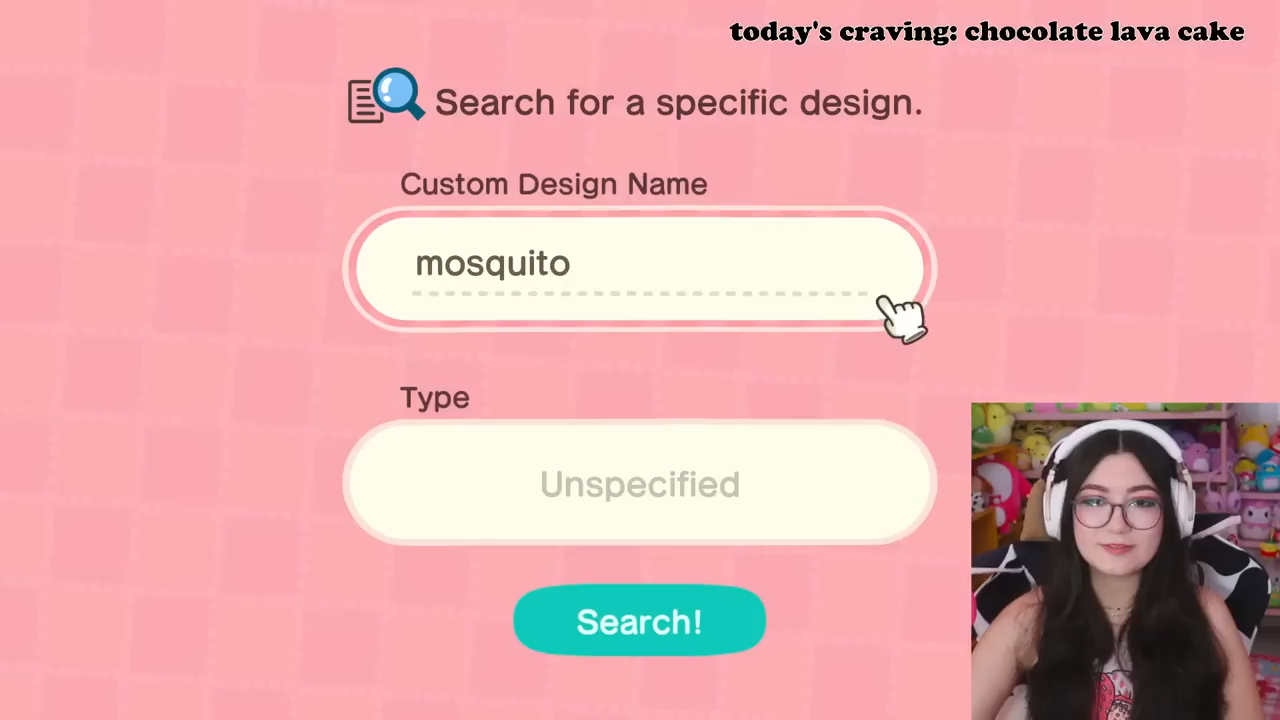 today's craving: chocolate lava cake
Search for a specific design.
Custom Design Name
mosquito
Type
Unspecified
Search!